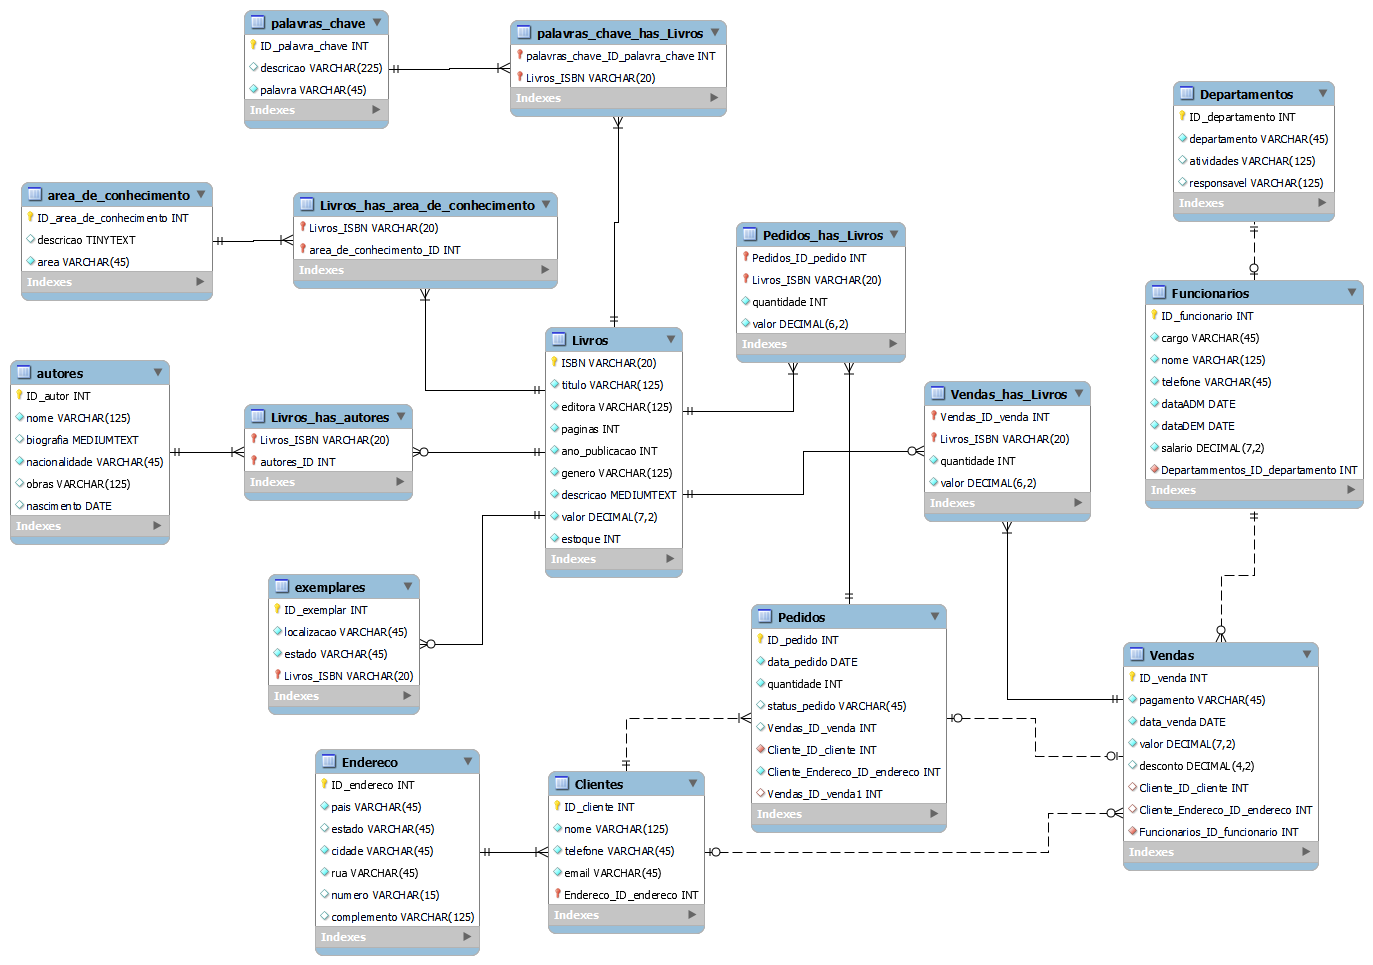 palavras_chave
ID_palavra_chave INT
descricao VARCHAR(225)
palavra VARCHAR(45)
Indexes
palavras_chave_has_Livros
palavras_chave_ID_palavra_chave INT
Livros_ISBN VARCHAR(20)
Indexes
Departamentos
ID_departamento INT
departamento VARCHAR(45)
atividades VARCHAR(125)
responsavel VARCHAR(125)
Indexes
area_de_conhecimento
ID_area_de_conhecimento INT
descricao TINYTEXT
area VARCHAR(45)
Indexes
Livros_has_area_de_conhecimento
Livros_ISBN VARCHAR(20)
area_de_conhecimento_ID INT
Indexes
Pedidos_has_Livros
Pedidos_ID_pedido INT
Livros_ISBN VARCHAR(20)
quantidade INT
valor DECIMAL(6,2)
Indexes
Funcionarios
ID_funcionario INT
cargo VARCHAR(45)
nome VARCHAR(125)
telefone VARCHAR(45)
dataADM DATE
dataDEM DATE
salario DECIMAL (7,2)
Departammentos_ID_departamento INT
Indexes
Livros
ISBN VARCHAR(20)
titulo VARCHAR(125)
editora VARCHAR(125)
paginas INT
ano_publicacao INT
genero VARCHAR(125)
descricao MEDIUMTEXT
valor DECIMAL(7,2)
estoque INT
Indexes
autores
ID_autor INT
nome VARCHAR(125)
biografia MEDIUMTEXT
nacionalidade VARCHAR(45)
obras VARCHAR(125)
nascimento DATE
Indexes
Livros_has_autores
Livros_ISBN VARCHAR(20)
autores_ID INT
Indexes
Vendas_has_Livros
Vendas_ID_venda INT
Livros_ISBN VARCHAR(20)
quantidade INT
valor DECIMAL(6,2)
Indexes
exemplares
ID_exemplar INT
localizacao VARCHAR(45)
estado VARCHAR(45)
Livros_ISBN VARCHAR(20)
Indexes
Pedidos
ID_pedido INT
data_pedido DATE
quantidade INT
status_pedido VARCHAR(45)
Vendas_ID_venda INT
Cliente_ID_cliente INT
Cliente_Endereco_ID_endereco INT
Vendas_ID_venda1 INT
Indexes
Vendas
ID_venda INT
pagamento VARCHAR(45)
data_venda DATE
valor DECIMAL(7,2)
desconto DECIMAL(4,2)
Cliente_ID_cliente INT
Cliente_Endereco_ID_endereco INT
Funcionarios_ID_funcionario INT
Indexes
Endereco
ID_endereco INT
pais VARCHAR(45)
estado VARCHAR(45)
cidade VARCHAR(45)
rua VARCHAR(45)
numero VARCHAR(15)
complemento VARCHAR(125)
Indexes
Clientes
ID_cliente INT
nome VARCHAR(125)
telefone VARCHAR(45)
email VARCHAR(45)
Endereco_ID_endereco INT
Indexes